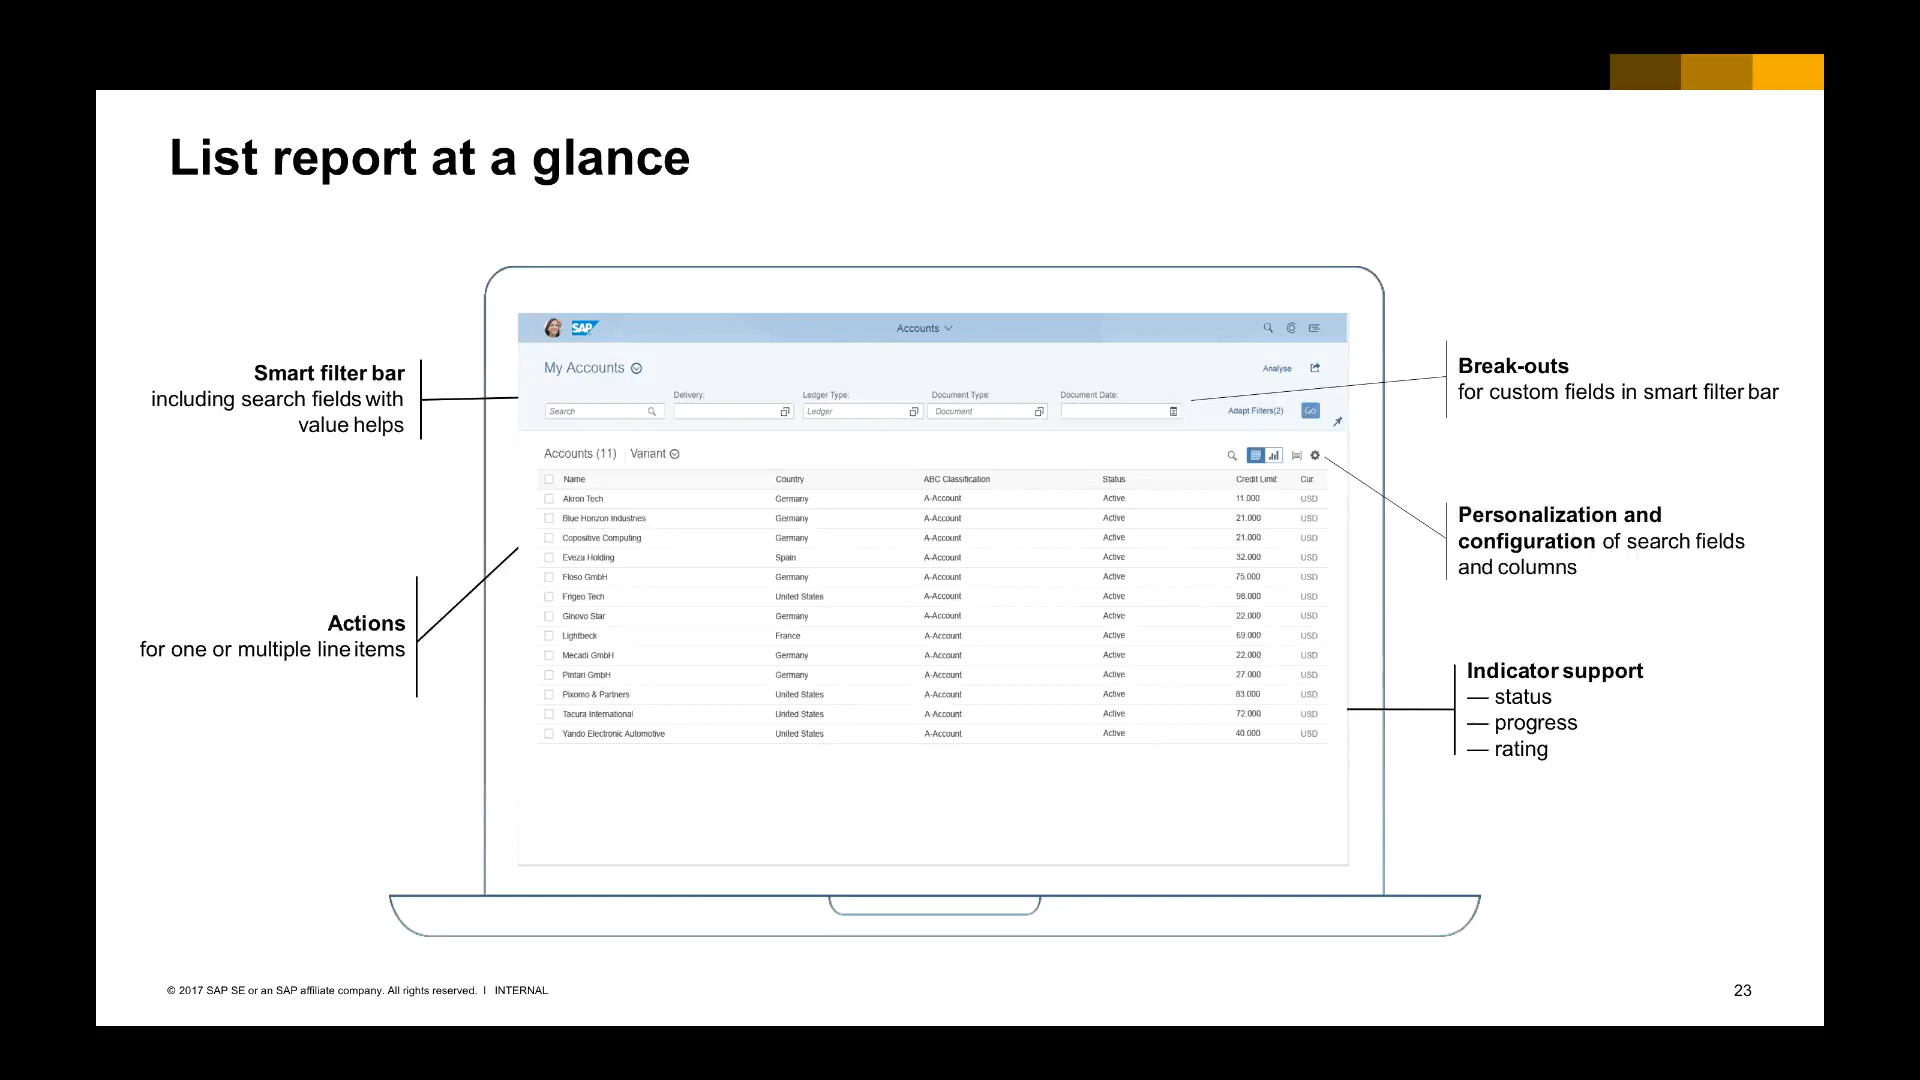 List report at a glance
Smart filter bar
including search fields with
value helps
Actions
for one or multiple line items
SAP
Accounts
My Accounts
Analyse
Delivery:
Ledger Type:
Document Type:
Document Date:
Search
Ledger
Document
Adapt Filters(2)
Go
Accounts (11) Variant
Name Country ABC Classification Status Credit Limit Cur.
Akron Tech Germany A-Account Active 11.000 USD
Blue Horizon Industries Germany A-Account Active 21.000 USD
Copositive Computing Germany A-Account Active 21.000 USD
Eveza Holding Spain A-Account Active 32.000 USD
Floso GmbH Germany A-Account Active 75.000 USD
Frigeo Tech United States A-Account Active 98.000 USD
Ginovo Star Germany A-Account Active 22.000 USD
Lightbeck France A-Account Active 69.000 USD
Mecadi GmbH Germany A-Account Active 22.000 USD
Pintari GmbH Germany A-Account Active 27.000 USD
Pixomo & Partners United States A-Account Active 83.000 USD
Tacura International United States A-Account Active 72.000 USD
Yando Electronic Automotive United States A-Account Active 40.000 USD
Break-outs
for custom fields in smart filter bar
Personalization and
configuration of search fields
and columns
Indicator support
— status
— progress
— rating
© 2017 SAP SE or an SAP affiliate company. All rights reserved. I INTERNAL
23